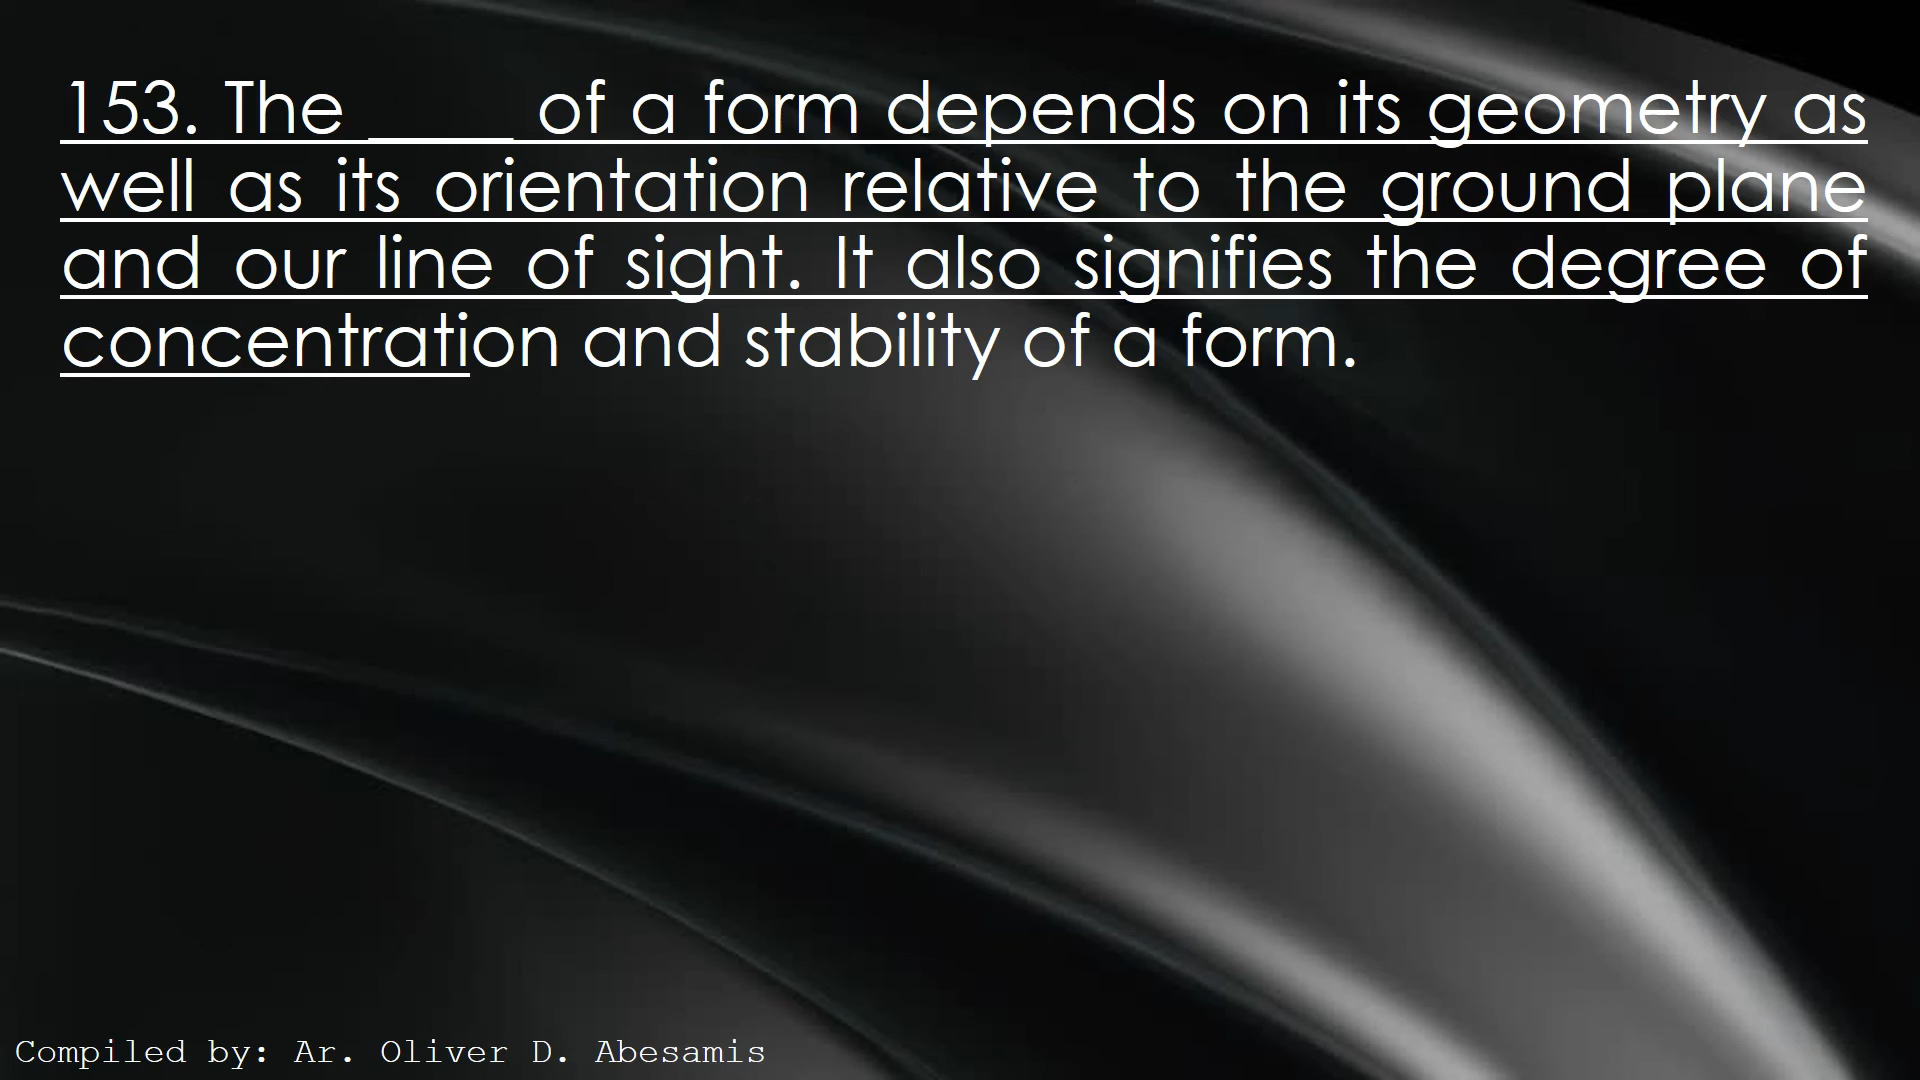 153. The ____ of a form depends on its geometry as
well as its orientation relative to the ground plane
and our line of sight. It also signifies the degree of
concentration and stability of a form.
Compiled by: Ar. Oliver D. Abesamis